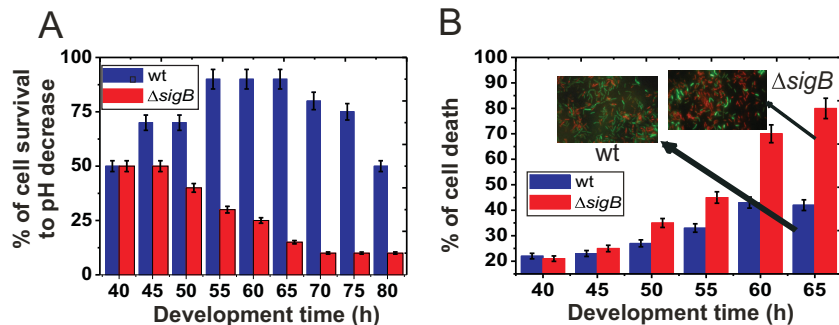 A
% of cell survival
to pH decrease
100
75
50
25
0
wt
ΔsigB
40 45 50 55 60 65 70 75 80
Development time (h)
B
% of cell death
90
80
70
60
50
40
30
20
ΔsigB
wt
wt
ΔsigB
40 45 50 55 60 65
Development time (h)